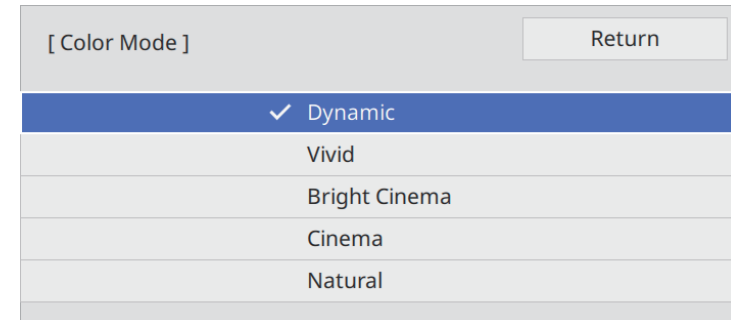 [ Color Mode ]
Return
Dynamic
Vivid
Bright Cinema
Cinema
Natural